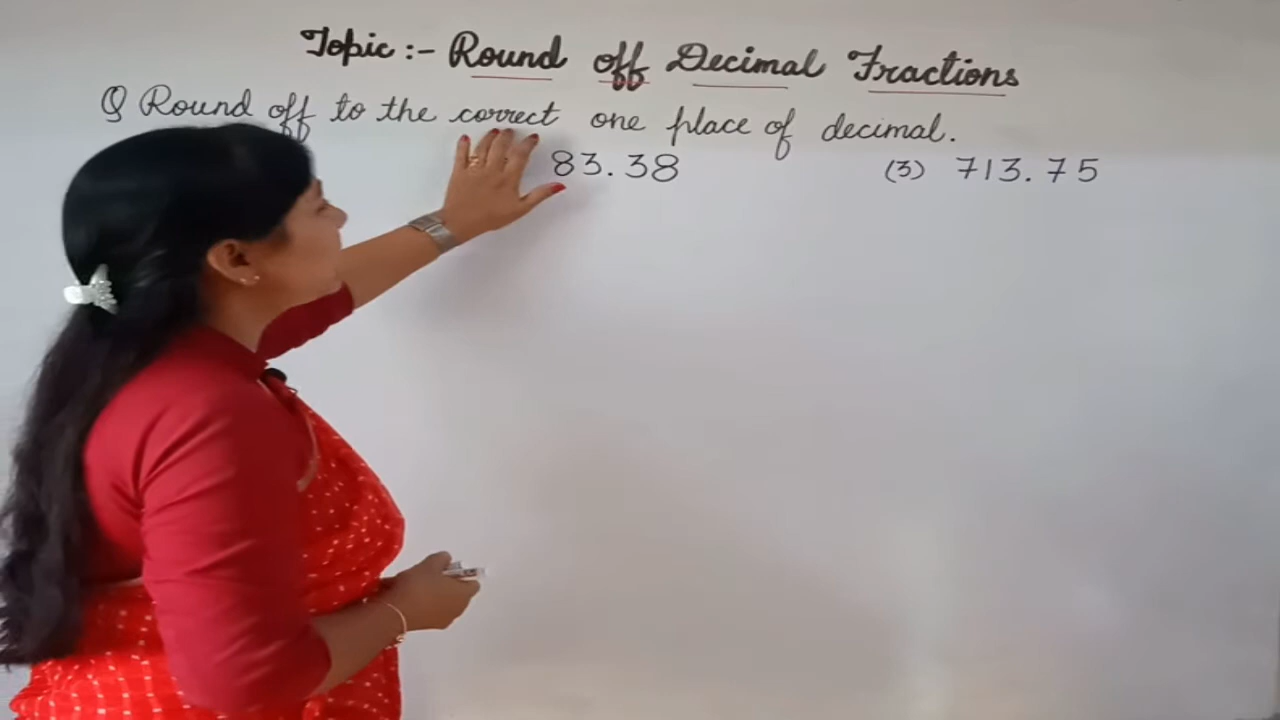 Topic :- Round off Decimal Fractions
Q Round off to the correct one place of decimal.
83.38 (3) 713.75